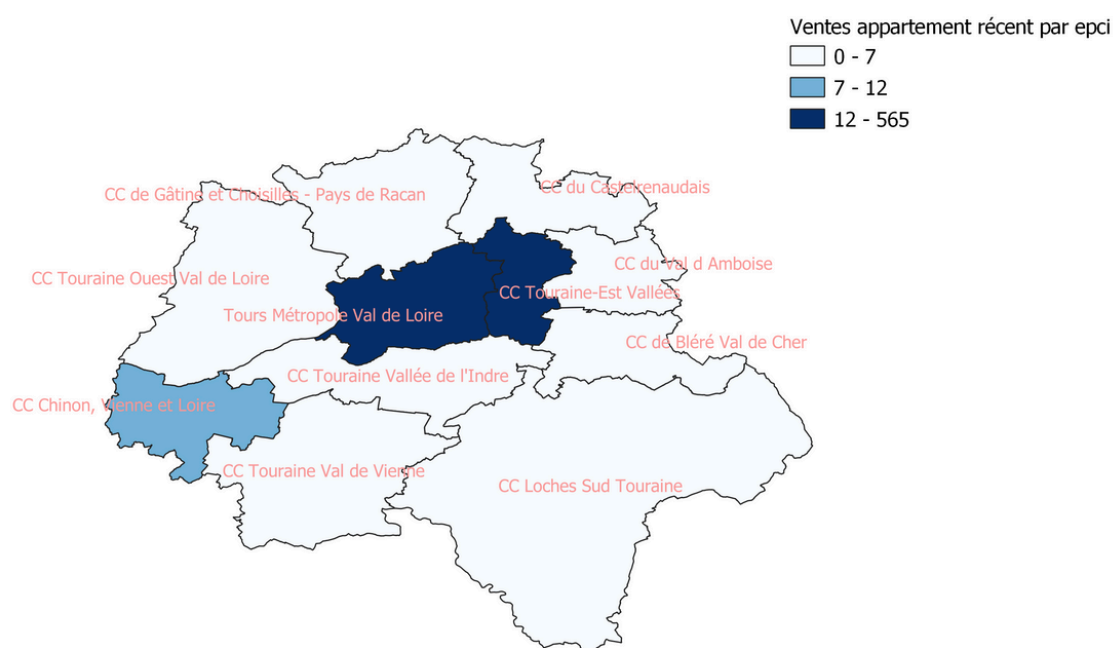 Ventes appartement récent par epci
0 - 7
7 - 12
12 - 565
CC du Castelrenaudais
CC de Gâtine et Choisilles - Pays de Racan
CC du Val d Amboise
CC Touraine Ouest Val de Loire
CC Touraine-Est Vallées
Tours Métropole Val de Loire
CC de Bléré Val de Cher
CC Touraine Vallée de l'Indre
CC Chinon, Vienne et Loire
CC Touraine Val de Vienne
CC Loches Sud Touraine